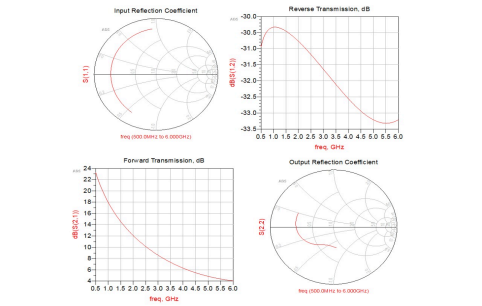 Input Reflection Coefficient
S(1,1)
freq (500.0MHz to 6.000GHz)
Reverse Transmission, dB
dB(S(1,2))
-30.0
-30.5
-31.0
-31.5
-32.0
-32.5
-33.0
-33.5
0.5 1.0 1.5 2.0 2.5 3.0 3.5 4.0 4.5 5.0 5.5 6.0
freq, GHz
Forward Transmission, dB
dB(S(2,1))
24
22
20
18
16
14
12
10
8
6
4
0.5 1.0 1.5 2.0 2.5 3.0 3.5 4.0 4.5 5.0 5.5 6.0
freq, GHz
Output Reflection Coefficient
S(2,2)
freq (500.0MHz to 6.000GHz)